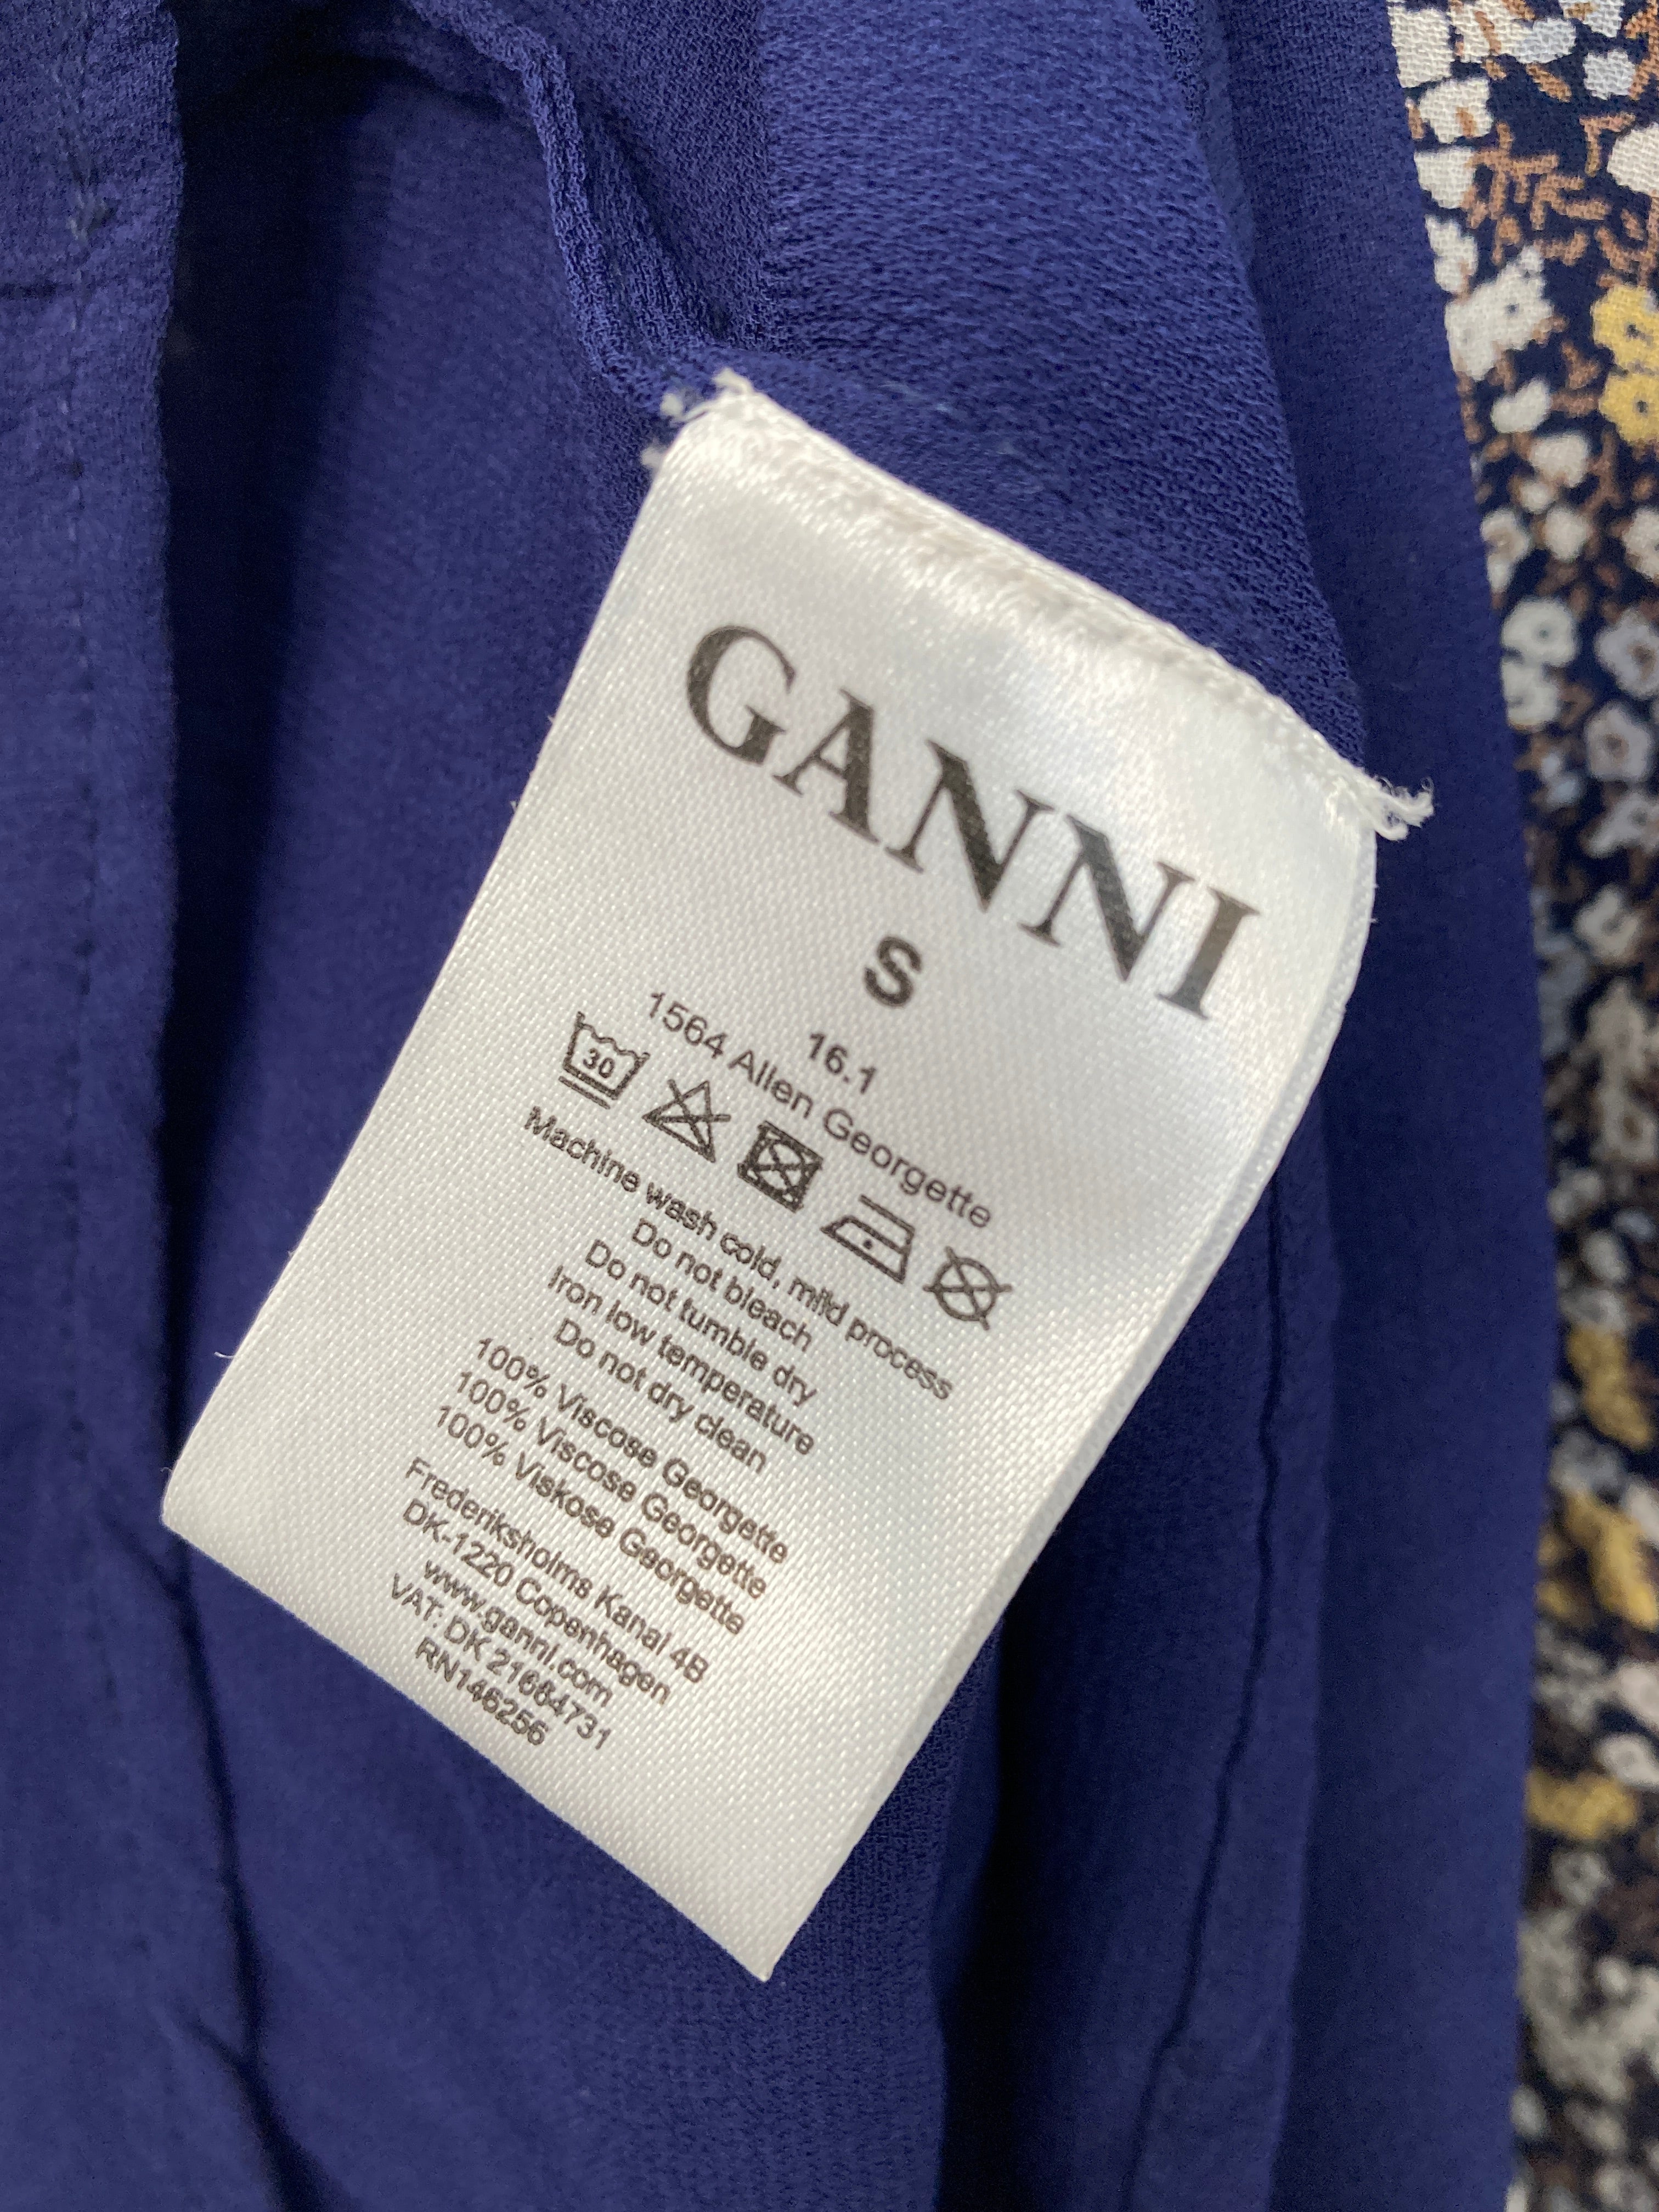 GANNI
S
16.1
1564 Allen Georgette
30
Machine wash cold, mild process
Do not bleach
Do not tumble dry
Iron low temperature
Do not dry clean
100% Viscose Georgette
100% Viscose Georgette
100% Viskose Georgette
Frederiksholms Kanal 4B
DK-1220 Copenhagen
www.ganni.com
VAT: DK 21684731
RN146256